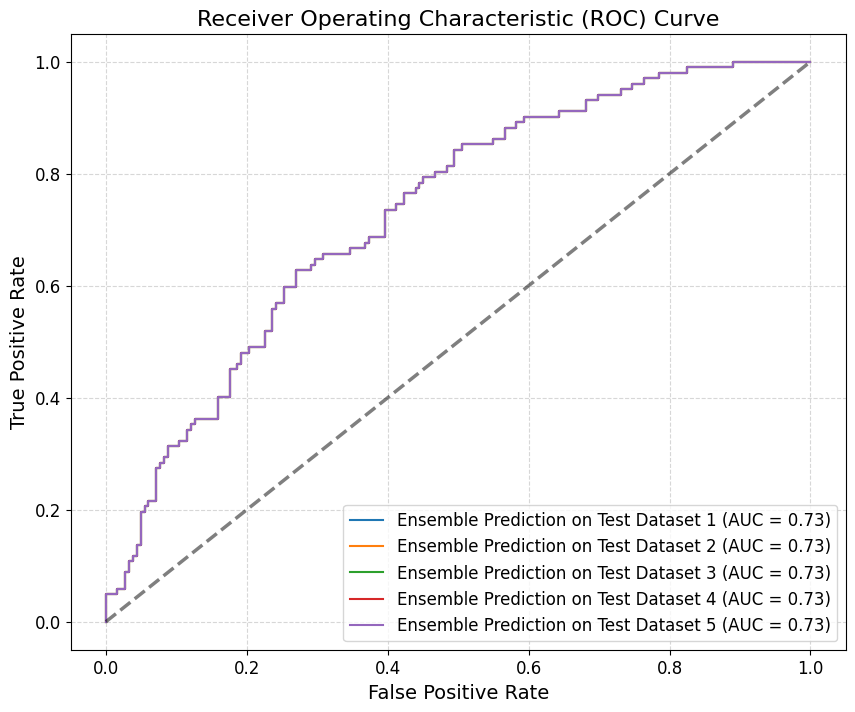 Receiver Operating Characteristic (ROC) Curve
True Positive Rate
1.0
0.8
0.6
0.4
0.2
0.0
Ensemble Prediction on Test Dataset 1 (AUC = 0.73)
Ensemble Prediction on Test Dataset 2 (AUC = 0.73)
Ensemble Prediction on Test Dataset 3 (AUC = 0.73)
Ensemble Prediction on Test Dataset 4 (AUC = 0.73)
Ensemble Prediction on Test Dataset 5 (AUC = 0.73)
0.0 0.2 0.4 0.6 0.8 1.0
False Positive Rate